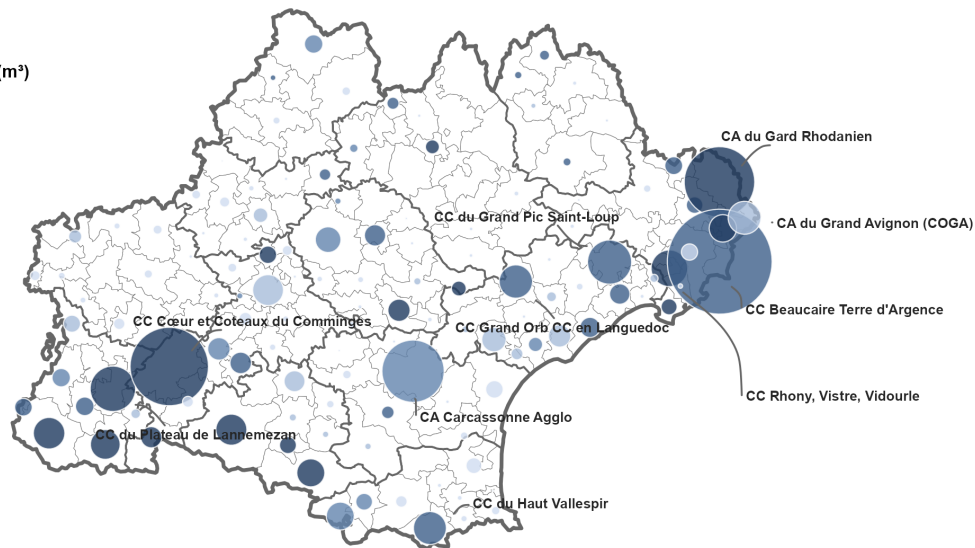 (m³)
CA du Gard Rhodanien
CC du Grand Pic Saint-Loup
CA du Grand Avignon (COGA)
CC Beaucaire Terre d'Argence
CC Cœur et Coteaux du Comminges
CC Grand Orb CC en Languedoc
CC Rhony, Vistre, Vidourle
CA Carcassonne Agglo
CC du Plateau de Lannemezan
CC du Haut Vallespir